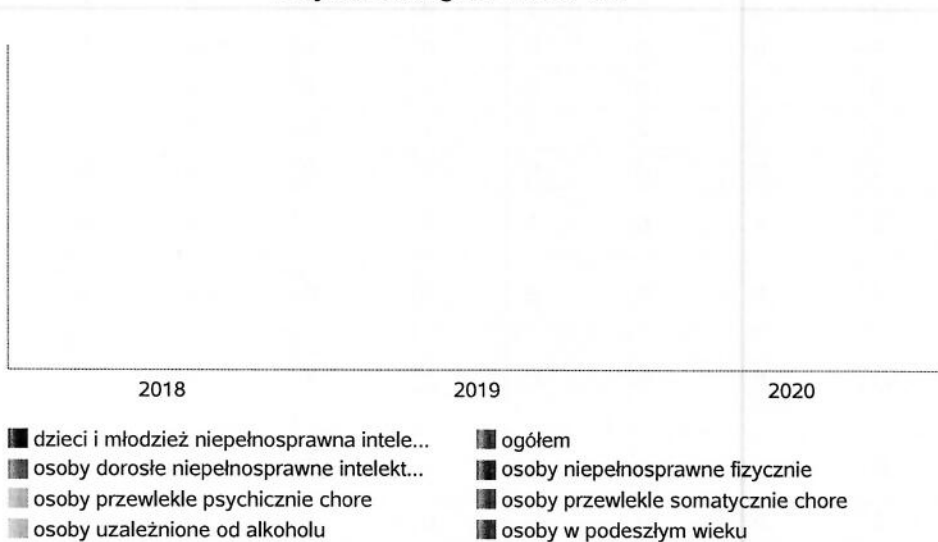 2018 2019 2020
dzieci i młodzież niepełnosprawna intele...
ogółem
osoby dorosłe niepełnosprawne intelekt...
osoby niepełnosprawne fizycznie
osoby przewlekle psychicznie chore
osoby przewlekle somatycznie chore
osoby uzależnione od alkoholu
osoby w podeszłym wieku